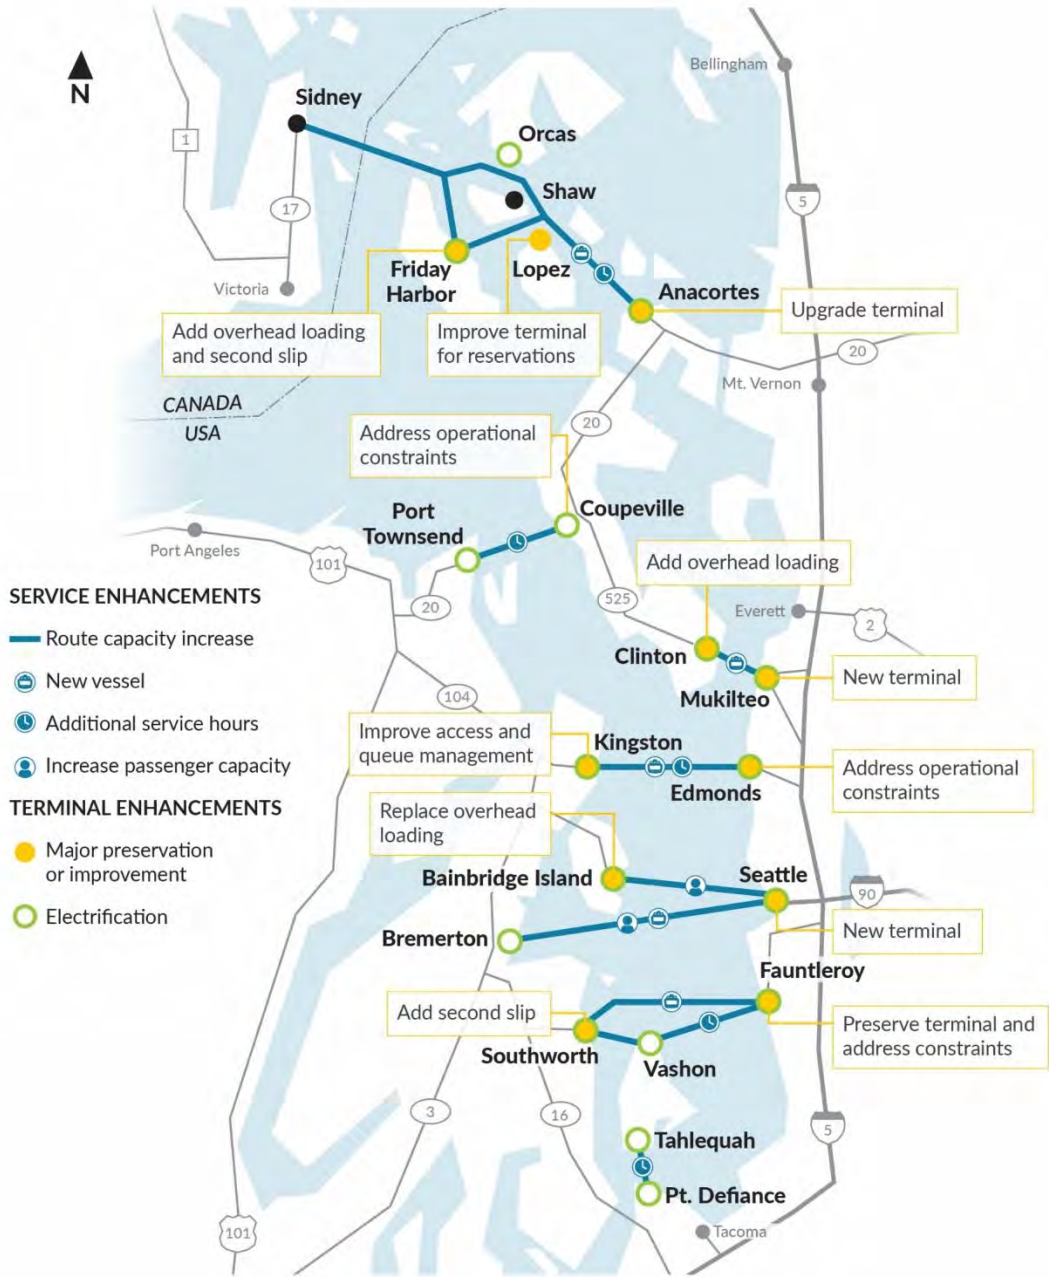 N
Sidney
Bellingham
1
Orcas
Shaw
5
17
Friday
Harbor
Lopez
Anacortes
Victoria
Add overhead loading
and second slip
Improve terminal
for reservations
Upgrade terminal
20
Mt. Vernon
CANADA
USA
20
Address operational
constraints
Port
Townsend
Coupeville
Port Angeles
101
Add overhead loading
20
525
Everett
2
SERVICE ENHANCEMENTS
Route capacity increase
New vessel
Additional service hours
Increase passenger capacity
TERMINAL ENHANCEMENTS
Major preservation
or improvement
Electrification
Clinton
Mukilteo
New terminal
104
Improve access and
queue management
Kingston
Edmonds
Address operational
constraints
Replace overhead
loading
Bainbridge Island
Seattle
90
Bremerton
New terminal
Fauntleroy
Add second slip
Southworth
Vashon
Preserve terminal and
address constraints
3
16
5
Tahlequah
Pt. Defiance
101
Tacoma